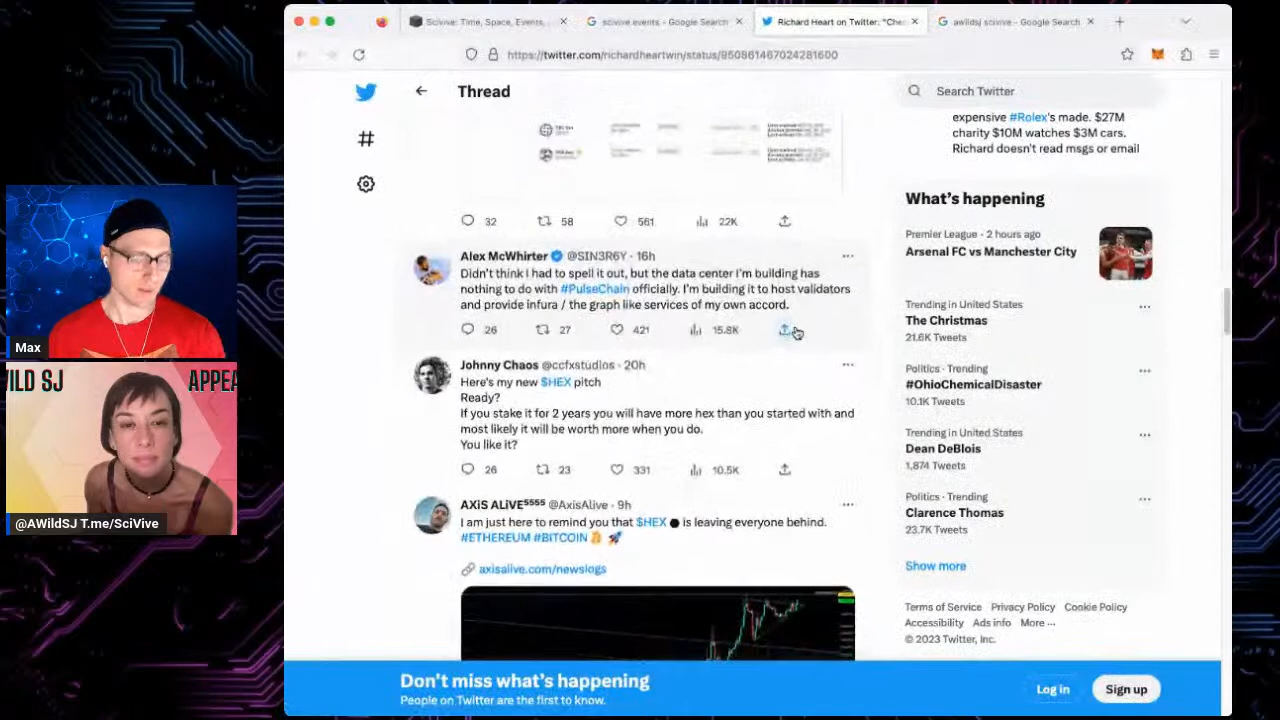 Scivive: Time, Space, Events,
scivive events - Google Search
Richard Heart on Twitter: "Che
awildsj scivive - Google Search
https://twitter.com/richardheartwin/status/950861467024281600
Thread
Search Twitter
32
58
561
22K
Alex McWhirter @SIN3R6Y · 16h
Didn't think I had to spell it out, but the data center I'm building has
nothing to do with #PulseChain officially. I'm building it to host validators
and provide infura / the graph like services of my own accord.
26
27
421
15.8K
Johnny Chaos @ccfxstudios · 20h
Here's my new $HEX pitch
Ready?
If you stake it for 2 years you will have more hex than you started with and
most likely it will be worth more when you do.
You like it?
26
23
331
10.5K
AXiS ALiVE⁵⁵⁵⁵ @AxisAlive · 9h
I am just here to remind you that $HEX is leaving everyone behind.
#ETHEREUM #BITCOIN
axisalive.com/newslogs
expensive #Rolex's made. $27M
charity $10M watches $3M cars.
Richard doesn't read msgs or email
What's happening
Premier League · 2 hours ago
Arsenal FC vs Manchester City
Trending in United States
The Christmas
21.6K Tweets
Politics · Trending
#OhioChemicalDisaster
10.1K Tweets
Trending in United States
Dean DeBlois
1,874 Tweets
Politics · Trending
Clarence Thomas
23.7K Tweets
Show more
Terms of Service Privacy Policy Cookie Policy
Accessibility Ads info More ···
© 2023 Twitter, Inc.
Don't miss what's happening
People on Twitter are the first to know.
Log in
Sign up
Max
WILD SJ
APPEA
@AWildSJ T.me/SciVive